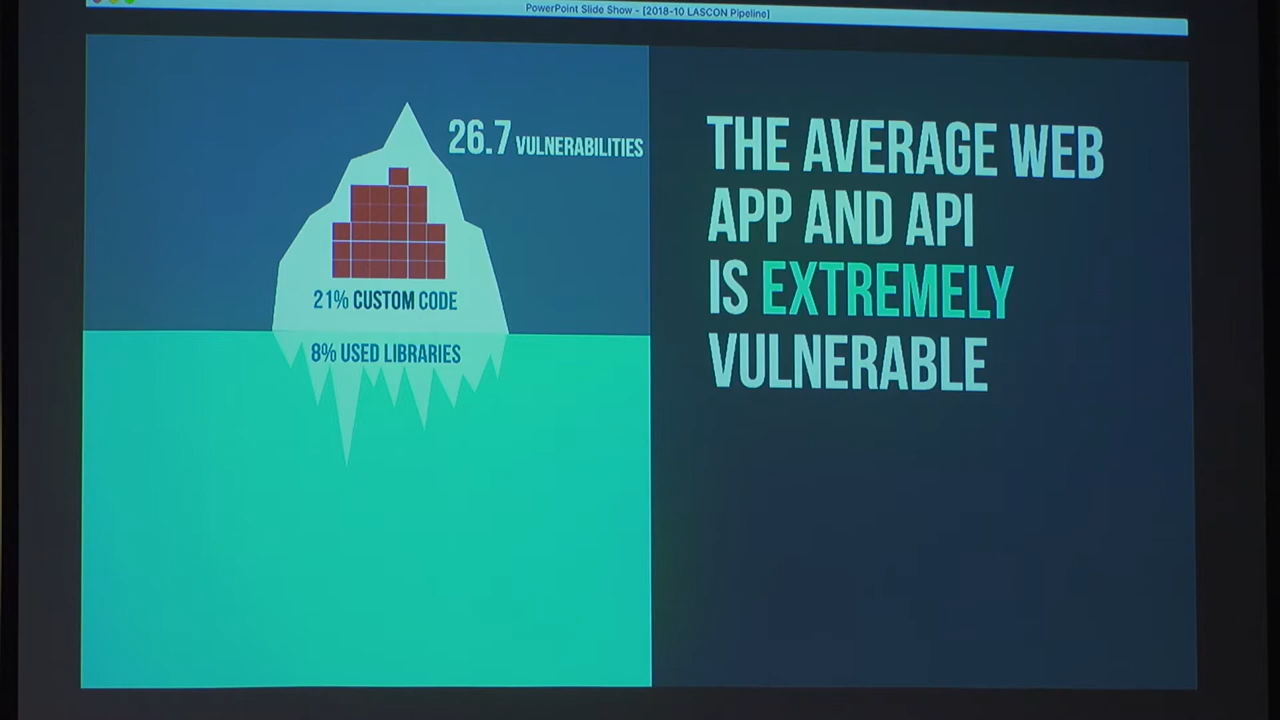 PowerPoint Slide Show - [2018-10 LASCON Pipeline]
26.7 VULNERABILITIES
21% CUSTOM CODE
8% USED LIBRARIES
THE AVERAGE WEB
APP AND API
IS EXTREMELY
VULNERABLE